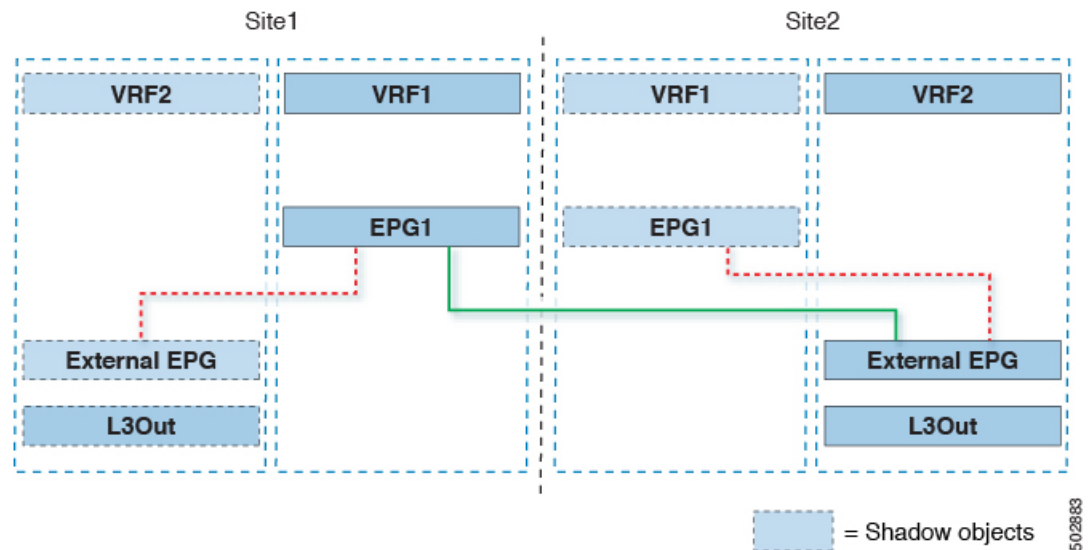 Site1 Site2
VRF2 VRF1 VRF1 VRF2
EPG1 EPG1
External EPG External EPG
L3Out L3Out
= Shadow objects
502883